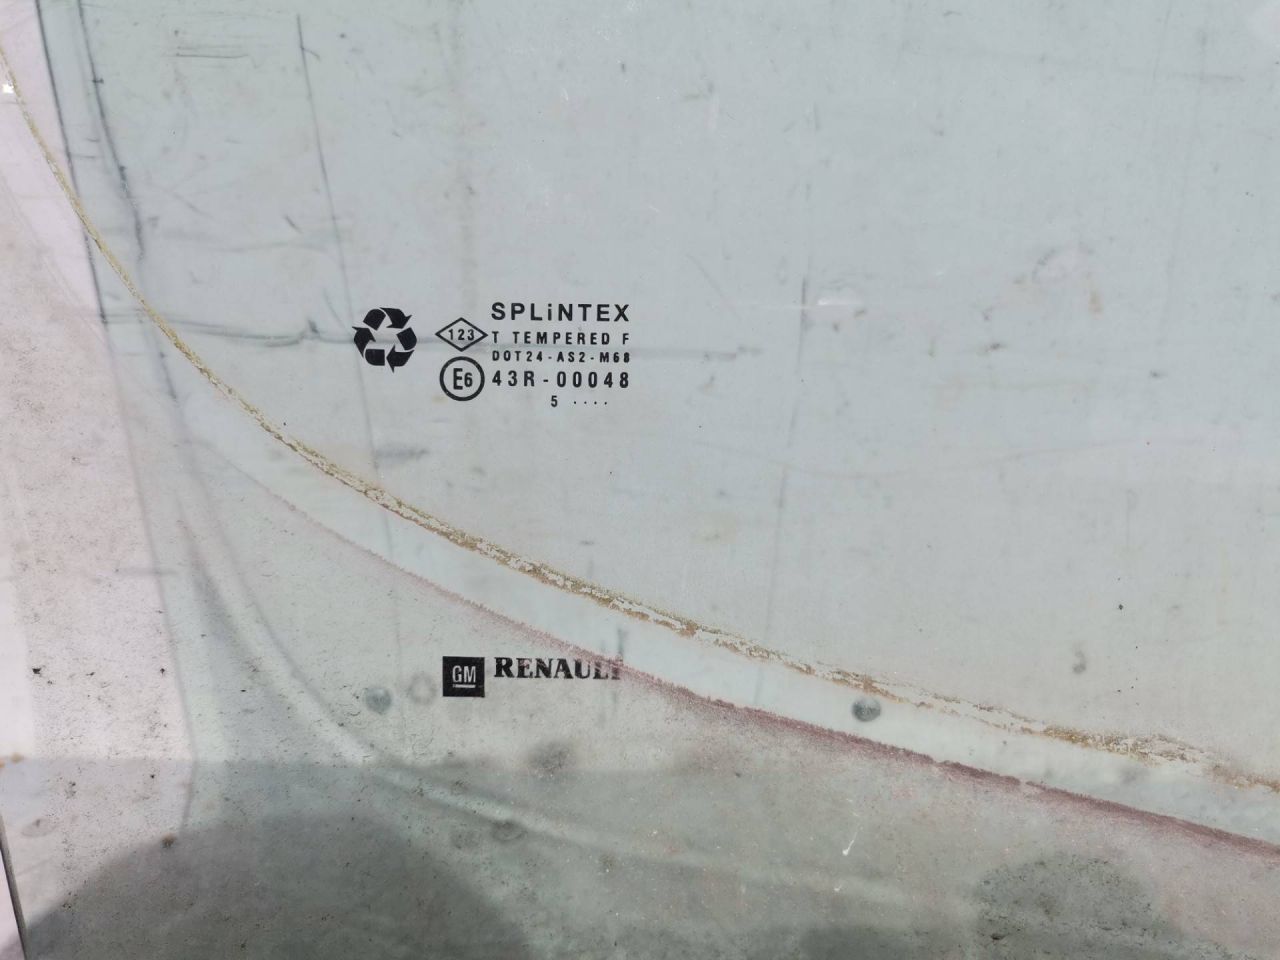 SPLiNTEX
123 T TEMPERED F
DOT24-AS2-M68
E6 43R-00048
5 ....
GM RENAULT